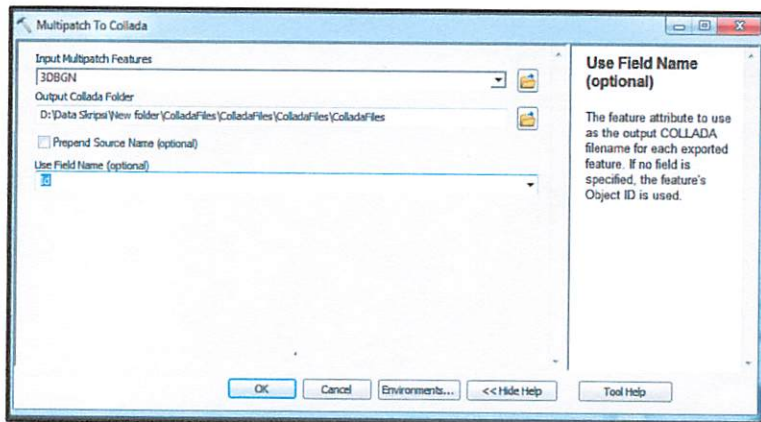 Multipatch To Collada
Input Multipatch Features
3DBGN
Output Collada Folder
D:\Data Skripsi\New folder\ColladaFiles\ColladaFiles\ColladaFiles\ColladaFiles
Prepend Source Name (optional)
Use Field Name (optional)
Id
OK
Cancel
Environments...
<< Hide Help
Use Field Name
(optional)
The feature attribute to use
as the output COLLADA
filename for each exported
feature. If no field is
specified, the feature's
Object ID is used.
Tool Help